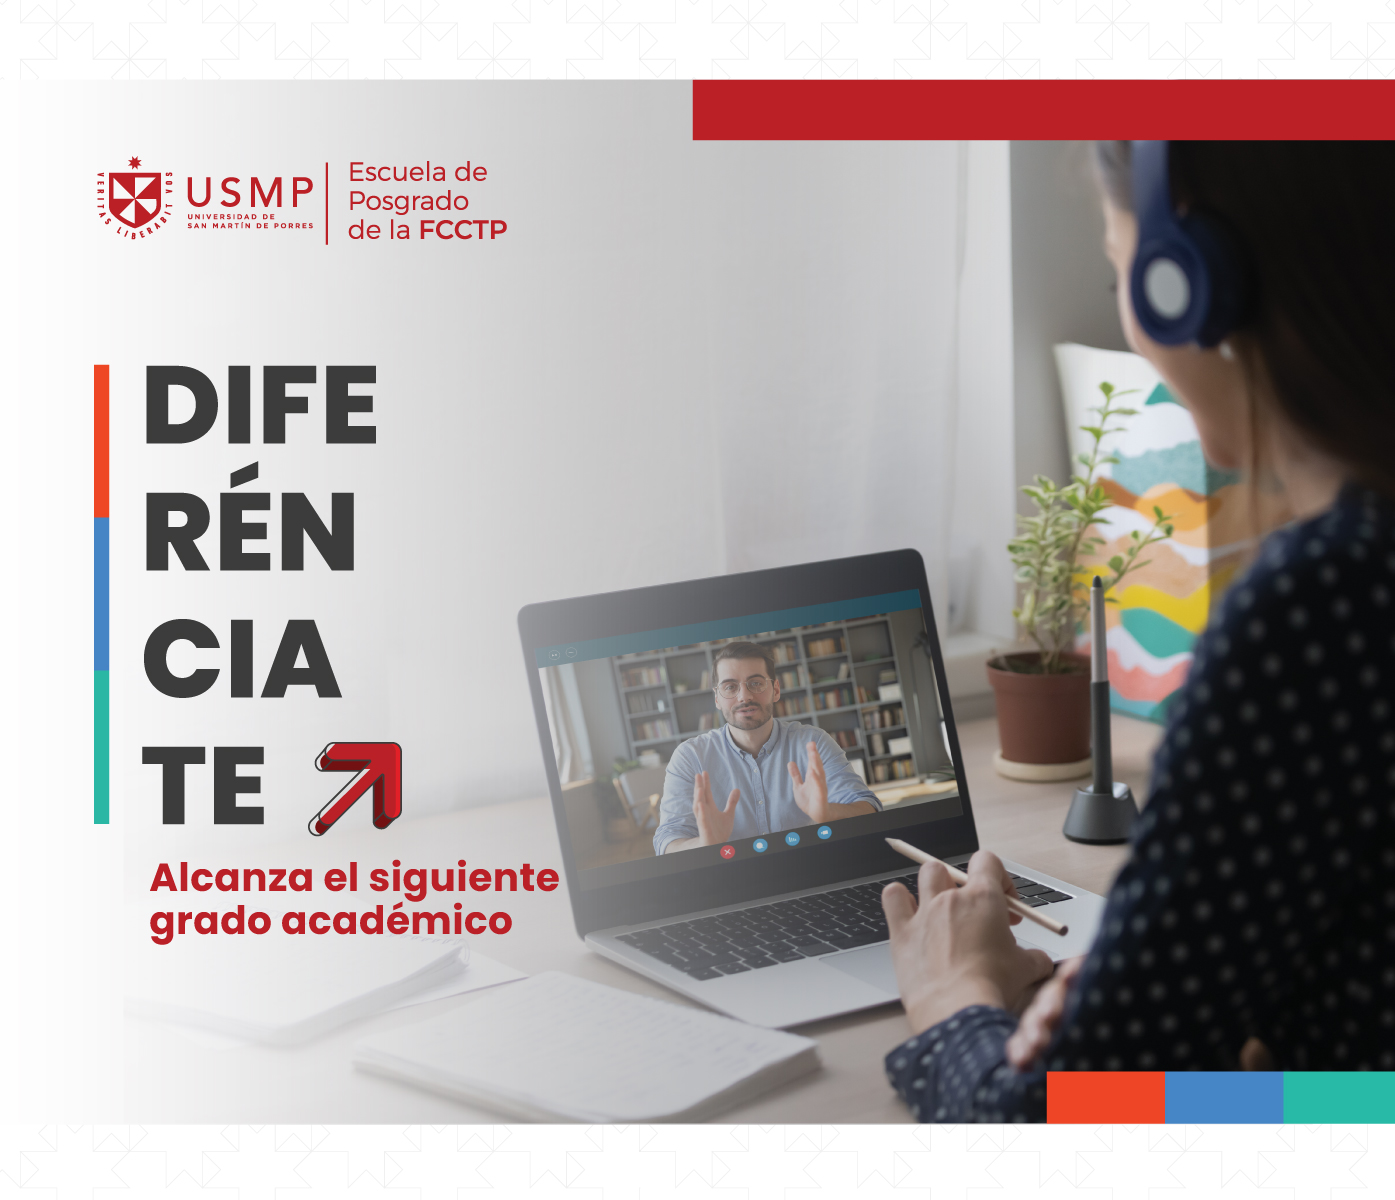 VERITAS LIBERABIT VOS
USMP
UNIVERSIDAD DE
SAN MARTÍN DE PORRES
Escuela de
Posgrado
de la FCCTP
DIFE
RÉN
CIA
TE
Alcanza el siguiente
grado académico